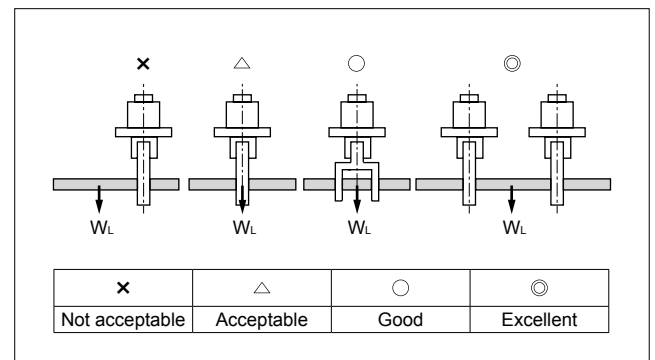 × △ ○ ◎
WL WL WL WL
× △ ○ ◎
Not acceptable Acceptable Good Excellent